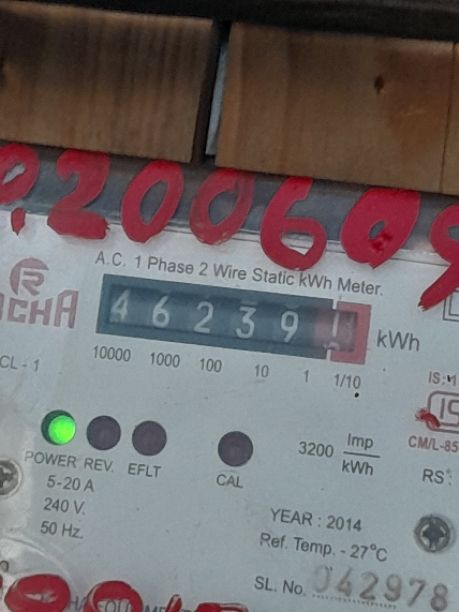 200609
A.C. 1 Phase 2 Wire Static kWh Meter.
46239 kWh
10000 1000 100 10 1 1/10
CL - 1
3200 Imp/kWh
IS
CM/L-85
POWER REV. EFLT CAL
RS
5-20 A
240 V.
50 Hz.
YEAR : 2014
Ref. Temp. - 27°C
SL. No. 042978